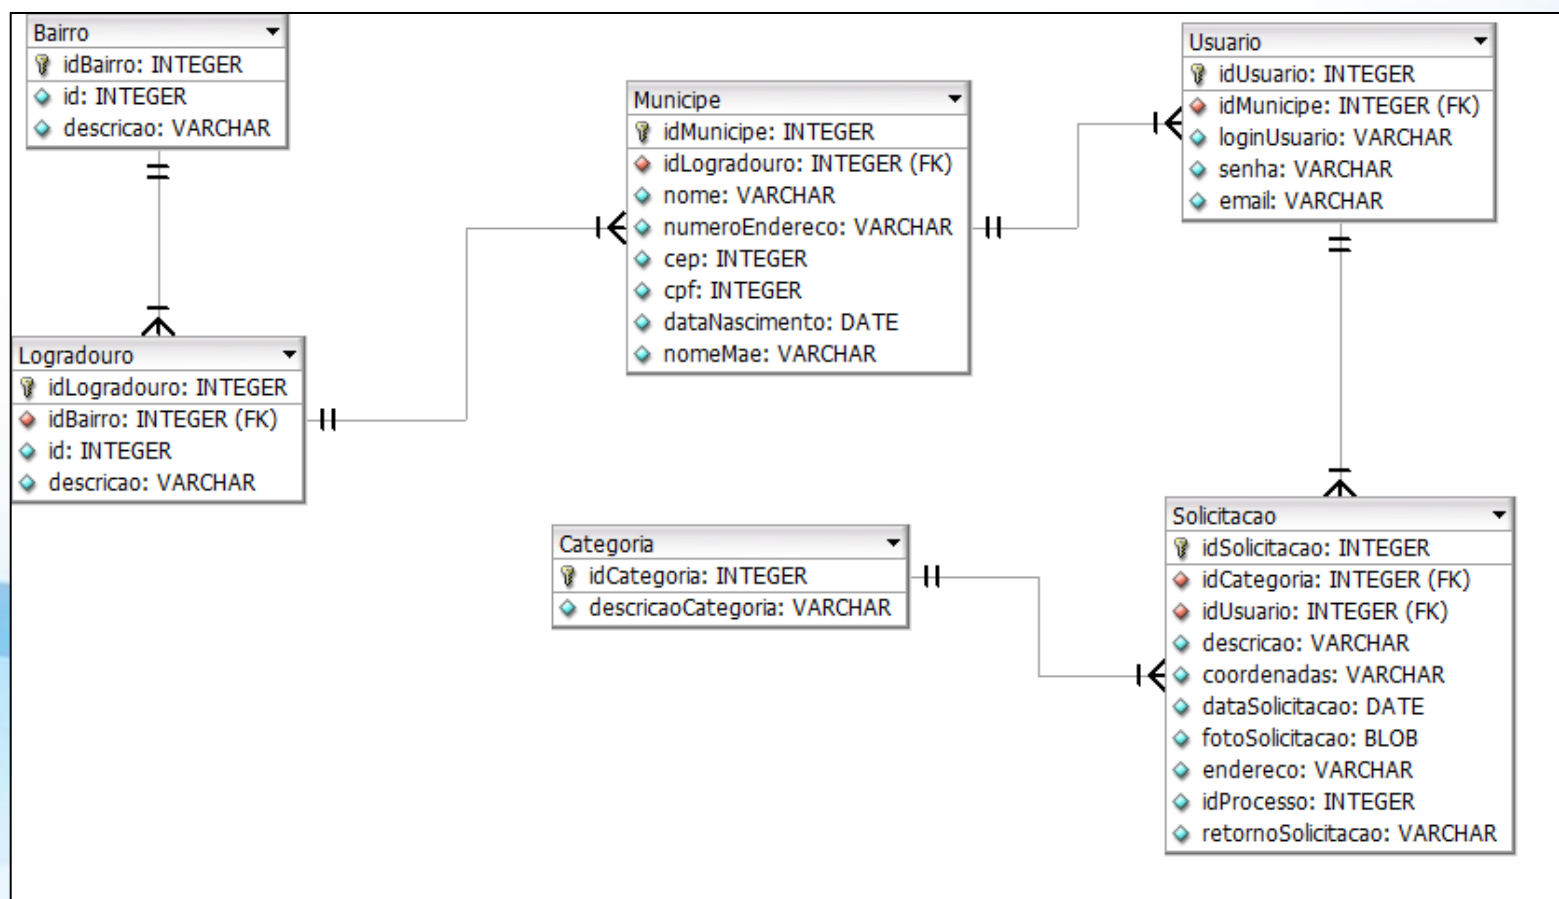 Bairro
idBairro: INTEGER
id: INTEGER
descricao: VARCHAR
Logradouro
idLogradouro: INTEGER
idBairro: INTEGER (FK)
id: INTEGER
descricao: VARCHAR
Municipe
idMunicipe: INTEGER
idLogradouro: INTEGER (FK)
nome: VARCHAR
numeroEndereco: VARCHAR
cep: INTEGER
cpf: INTEGER
dataNascimento: DATE
nomeMae: VARCHAR
Usuario
idUsuario: INTEGER
idMunicipe: INTEGER (FK)
loginUsuario: VARCHAR
senha: VARCHAR
email: VARCHAR
Categoria
idCategoria: INTEGER
descricaoCategoria: VARCHAR
Solicitacao
idSolicitacao: INTEGER
idCategoria: INTEGER (FK)
idUsuario: INTEGER (FK)
descricao: VARCHAR
coordenadas: VARCHAR
dataSolicitacao: DATE
fotoSolicitacao: BLOB
endereco: VARCHAR
idProcesso: INTEGER
retornoSolicitacao: VARCHAR